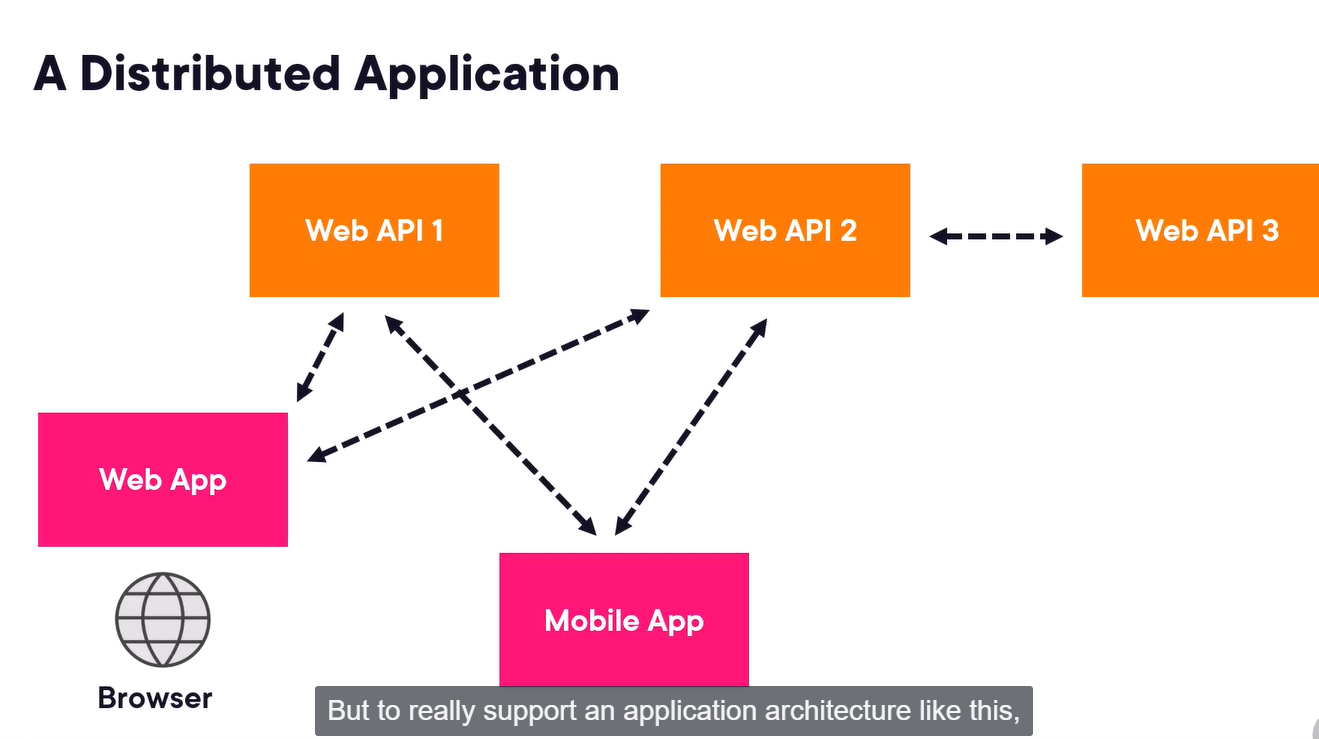 A Distributed Application
Web API 1
Web API 2
Web API 3
Web App
Mobile App
Browser
But to really support an application architecture like this,